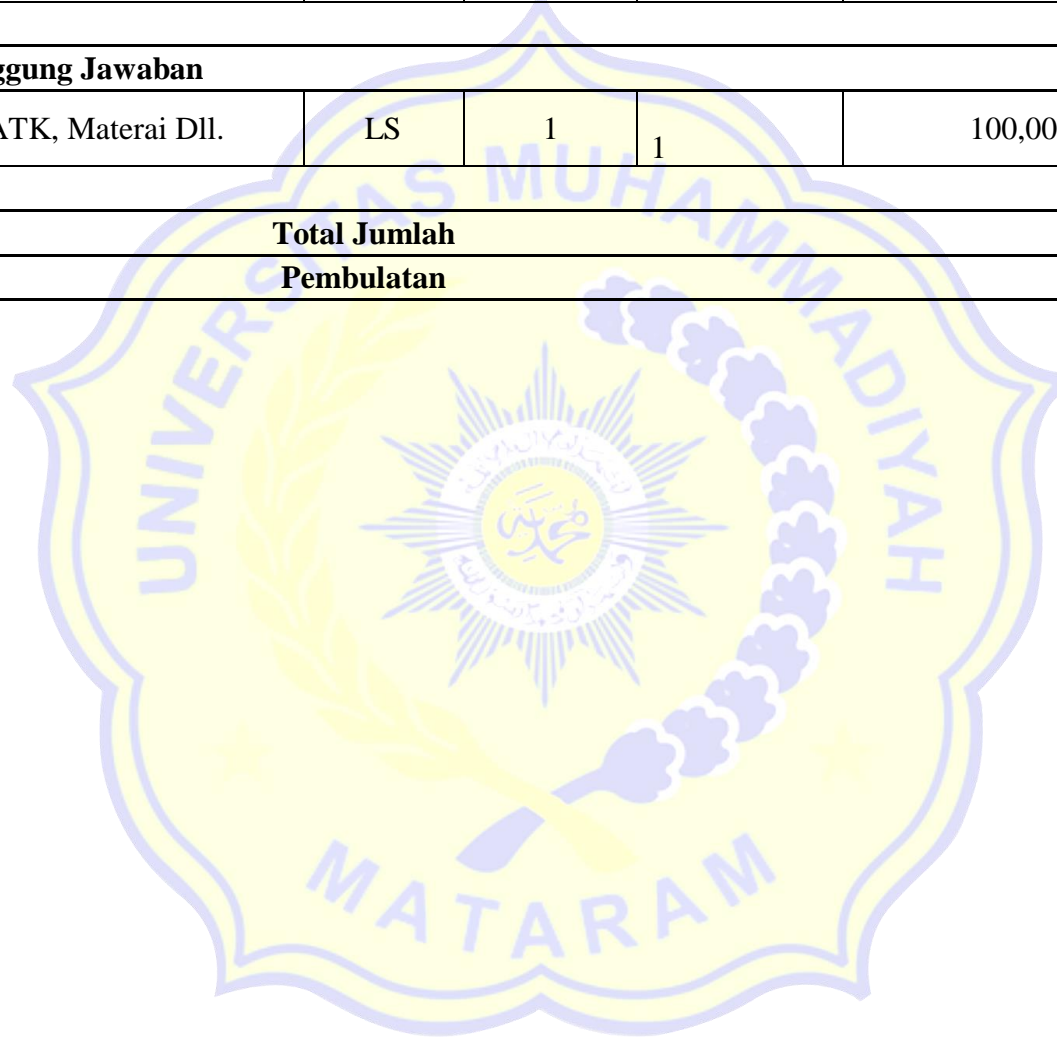 ggung Jawaban
ATK, Materai Dll. LS 1 1 100,00
Total Jumlah
Pembulatan
UNIVERSITAS MUHAMMADIYAH
MATARAM